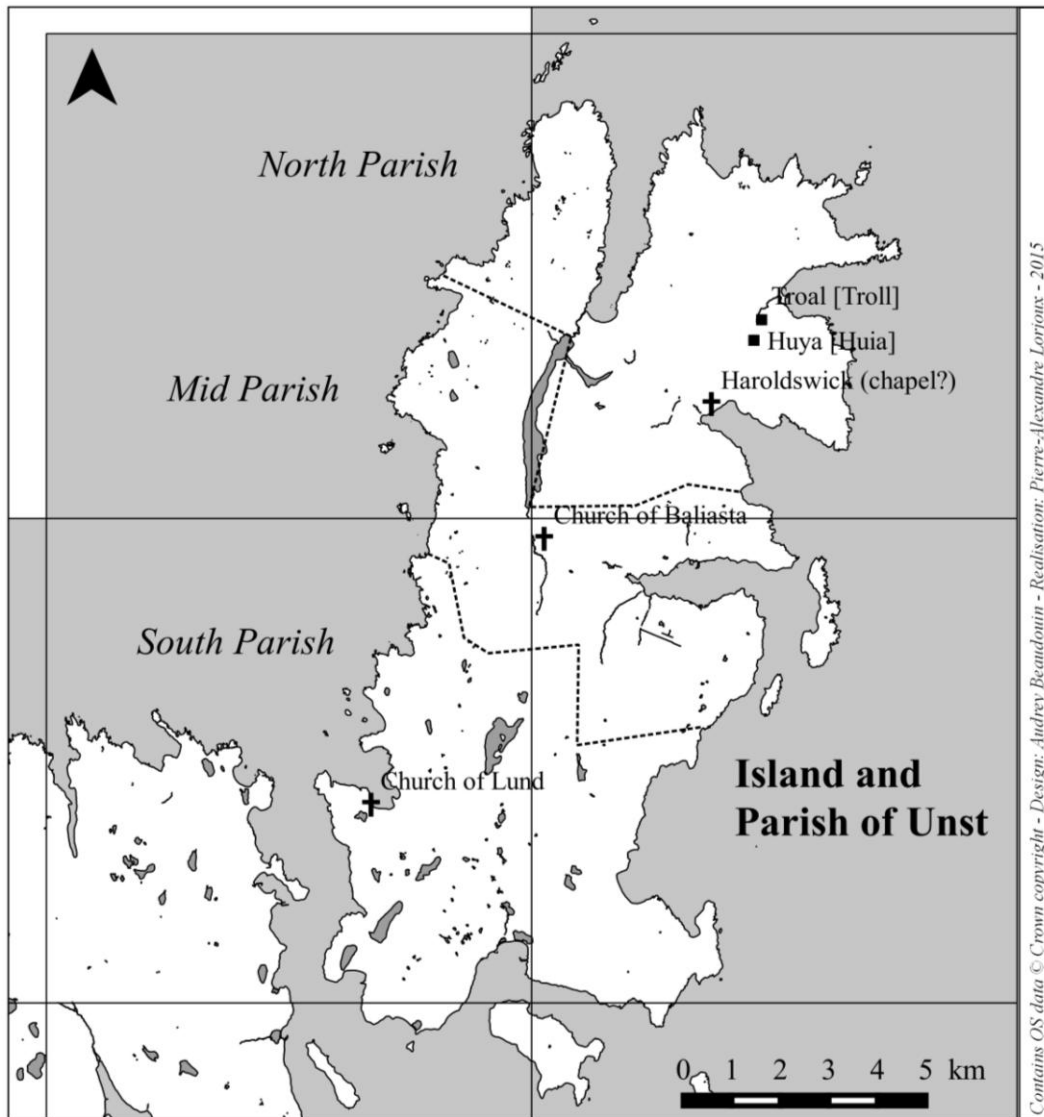 North Parish
Troal [Troll]
Huya [Huia]
Mid Parish
Haroldswick (chapel?)
Church of Baliasta
South Parish
Church of Lund
Island and
Parish of Unst
0 1 2 3 4 5 km
Contains OS data © Crown copyright - Design: Audrey Beaudouin - Realisation: Pierre-Alexandre Lorioux - 2015